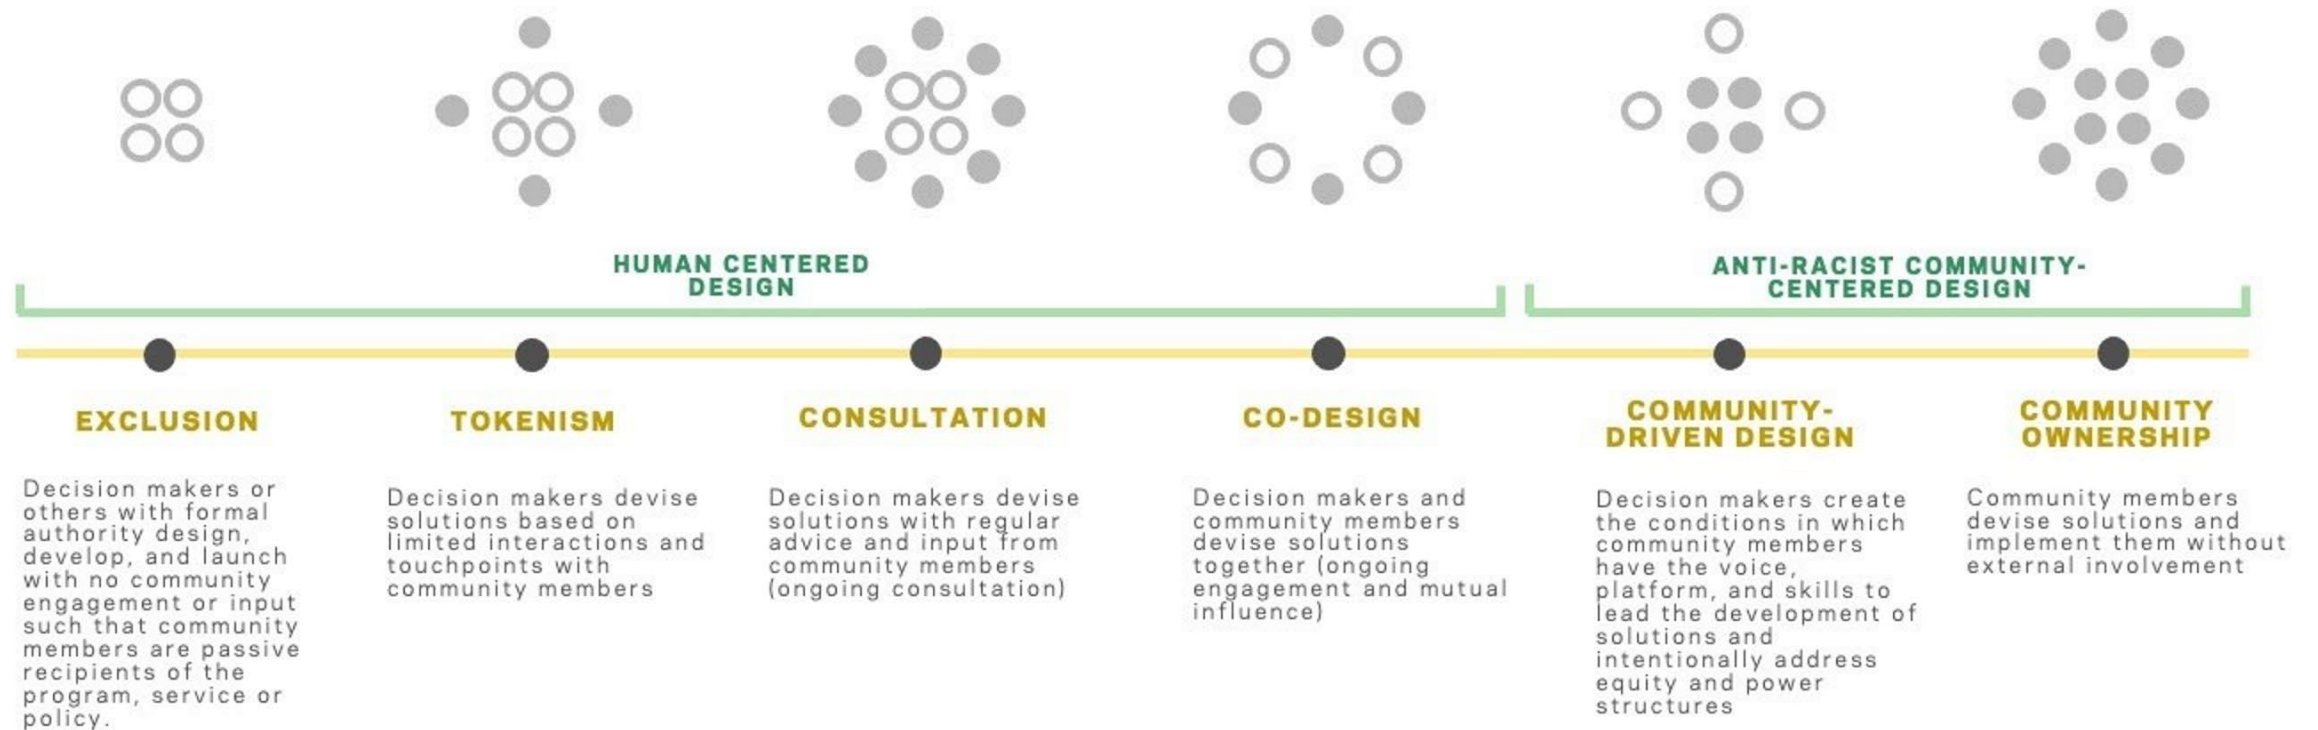 HUMAN CENTERED
DESIGN
ANTI-RACIST COMMUNITY-
CENTERED DESIGN
EXCLUSION
Decision makers or
others with formal
authority design,
develop, and launch
with no community
engagement or input
such that community
members are passive
recipients of the
program, service or
policy.
TOKENISM
Decision makers devise
solutions based on
limited interactions and
touchpoints with
community members
CONSULTATION
Decision makers devise
solutions with regular
advice and input from
community members
(ongoing consultation)
CO-DESIGN
Decision makers and
community members
devise solutions
together (ongoing
engagement and mutual
influence)
COMMUNITY-
DRIVEN DESIGN
Decision makers create
the conditions in which
community members
have the voice,
platform, and skills to
lead the development of
solutions and
intentionally address
equity and power
structures
COMMUNITY
OWNERSHIP
Community members
devise solutions and
implement them without
external involvement